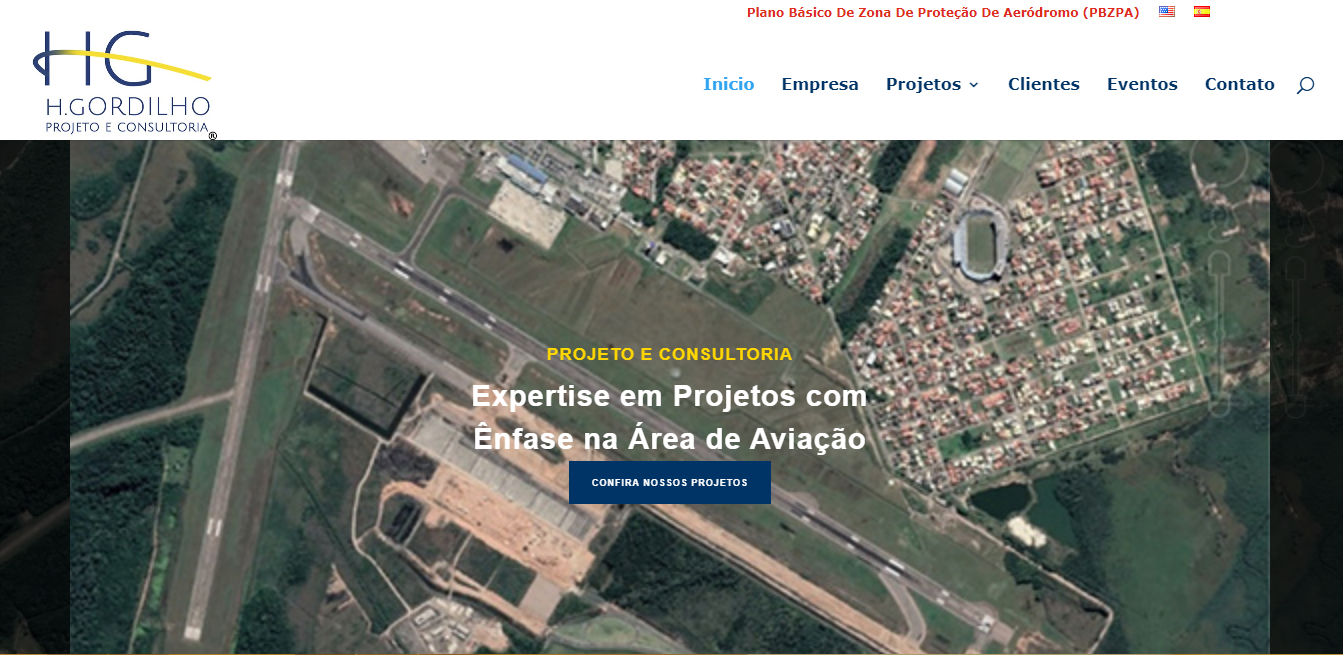 Plano Básico De Zona De Proteção De Aeródromo (PBZPA)
HG
H.GORDILHO
PROJETO E CONSULTORIA®
Inicio Empresa Projetos Clientes Eventos Contato
PROJETO E CONSULTORIA
Expertise em Projetos com
Ênfase na Área de Aviação
CONFIRA NOSSOS PROJETOS